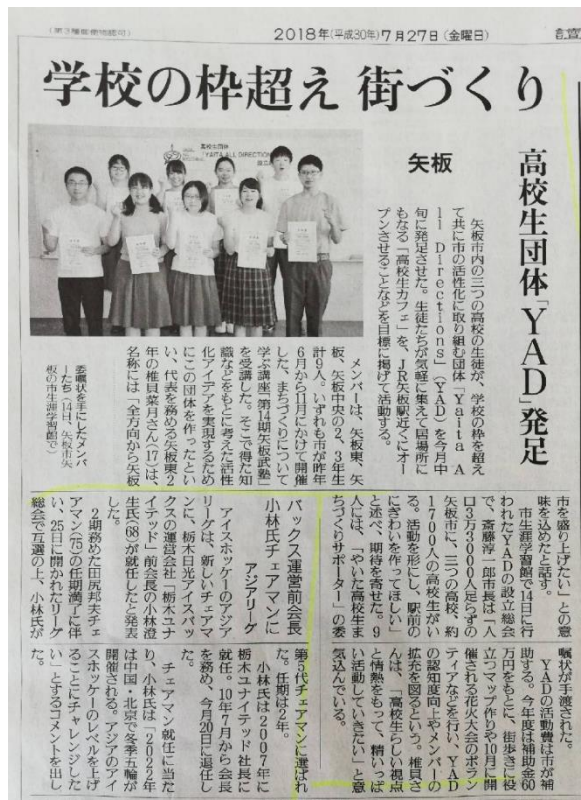 (第3種郵便物認可)
2018年(平成30年)7月27日(金曜日)
学校の枠超え 街づくり
高校生団体「YAD」発足
矢板
高校生団体
「YAITA ALL DIRECTION
委嘱状を手にしたメンバ
ーたち(14日、矢板市矢
板の市生涯学習館で)
矢板市内の三つの高校の生徒が、学校の枠を超え
て共に市の活性化に取り組む団体「Yaita A
ll Directions」(YAD)を今月中
旬に発足させた。生徒たちが気軽に集えて居場所に
もなる「高校生カフェ」を、JR矢板駅近くにオー
プンさせることなどを目標に掲げて活動する。
メンバーは、矢板東、矢
板、矢板中央の2、3年生
計9人。いずれも市が昨年
6月から11月にかけて開催
した、まちづくりについて
学ぶ講座「第14期矢板武塾」
を受講した。そこで得た知
識などをもとに考えた活性
化アイデアを実現するため
にこの団体を作ったとい
い、代表を務める矢板東2
年の椎貝菜月さん(17)は、
名称には「全方向から矢板
市を盛り上げたい」との意
味を込めたと話す。
市生涯学習館で14日に行
われたYADの設立総会
で、斎藤淳一郎市長は「人
口3万3000人足らずの
矢板市に、三つの高校、約
1700人の高校生がい
る。活動を形にし、駅前の
にぎわいを作ってほしい」
と述べ、期待を寄せた。9
人には、「やいた高校生ま
ちづくりサポーター」の委
嘱状が手渡された。
YADの活動費は市が補
助する。今年度は補助金60
万円をもとに、街歩きに役
立つマップ作りや10月に開
催される花火大会のボラン
ティアなどを行い、YAD
の認知度向上やメンバーの
拡充を図るという。椎貝さ
んは、「高校生らしい視点
と情熱をもって、精いっぱ
い活動していきたい」と意
気込んでいる。
バックス運営前会長
小林氏チェアマンに
アジアリーグ
アイスホッケーのアジア
リーグは、新しいチェアマ
ンに、栃木日光アイスバッ
クスの運営会社「栃木ユナ
イテッド」前会長の小林澄
生氏(68)が就任したと発表
した。
2期務めた田尻邦夫チェ
アマン(75)の任期満了に伴
い、25日に開かれたリーグ
総会で互選の上、小林氏が
第5代チェアマンに選ばれ
た。任期は2年。
小林氏は2007年に
栃木ユナイテッド社長に
就任。10年7月から会長
を務め、今月20日に退任し
た。
チェアマン就任に当た
り、小林氏は「2022年
は中国・北京で冬季五輪が
開催される。アジアのアイ
スホッケーのレベルを上げ
ることにチャレンジした
い」とするコメントを出し
た。